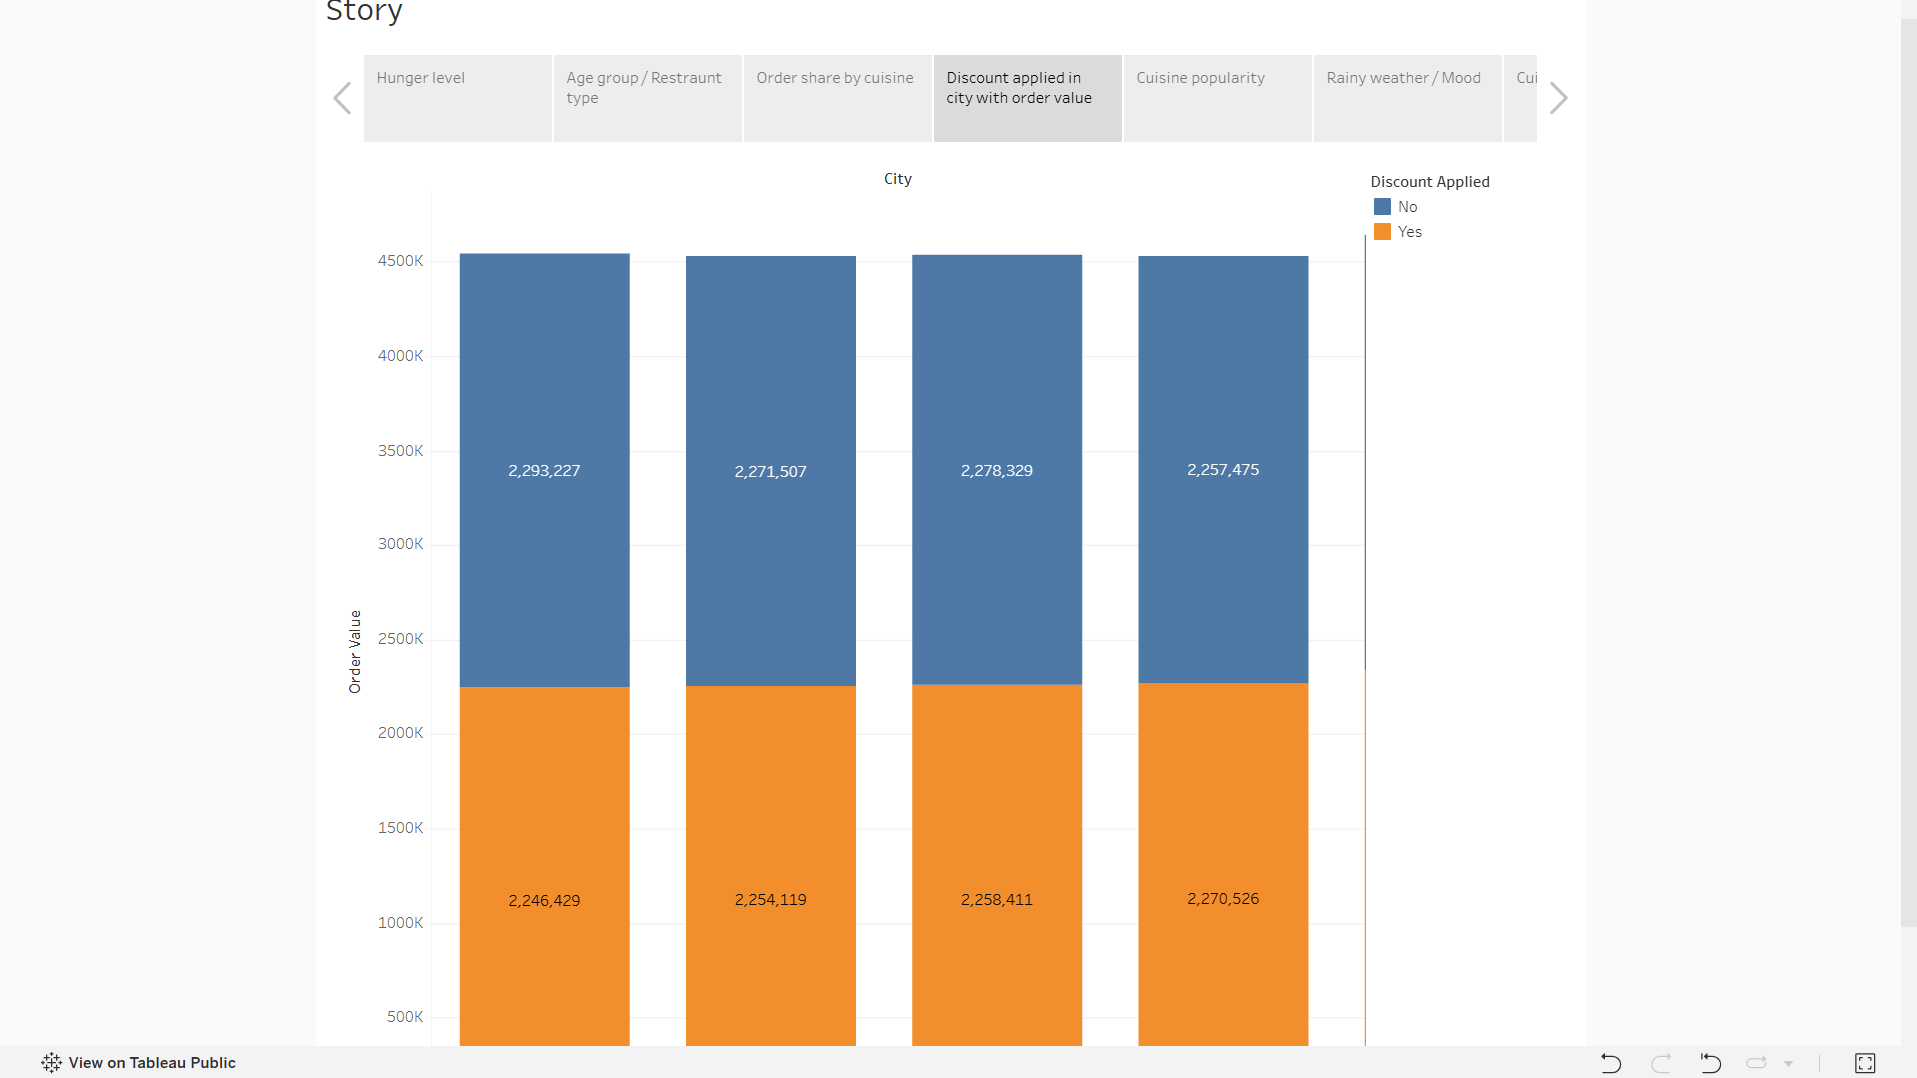 Story
Hunger level
Age group / Restraunt
type
Order share by cuisine
Discount applied in
city with order value
Cuisine popularity
Rainy weather / Mood
Cui
City
Discount Applied
No
Yes
4500K
4000K
3500K
3000K
2500K
2000K
1500K
1000K
500K
Order Value
2,293,227
2,271,507
2,278,329
2,257,475
2,246,429
2,254,119
2,258,411
2,270,526
View on Tableau Public